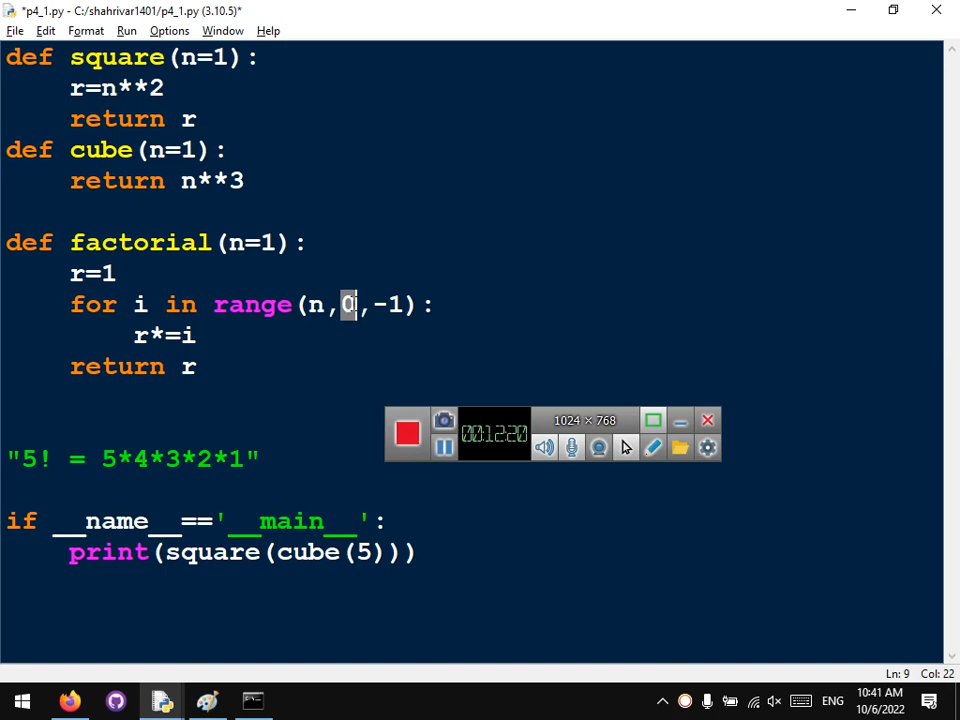 *p4_1.py - C:/shahrivar1401/p4_1.py (3.10.5)*
File Edit Format Run Options Window Help
def square(n=1):
    r=n**2
    return r
def cube(n=1):
    return n**3

def factorial(n=1):
    r=1
    for i in range(n,0,-1):
        r*=i
    return r

00:12:20 1024 × 768
"5! = 5*4*3*2*1"

if __name__=='__main__':
    print(square(cube(5)))
Ln: 9 Col: 22
ENG 10:41 AM
10/6/2022